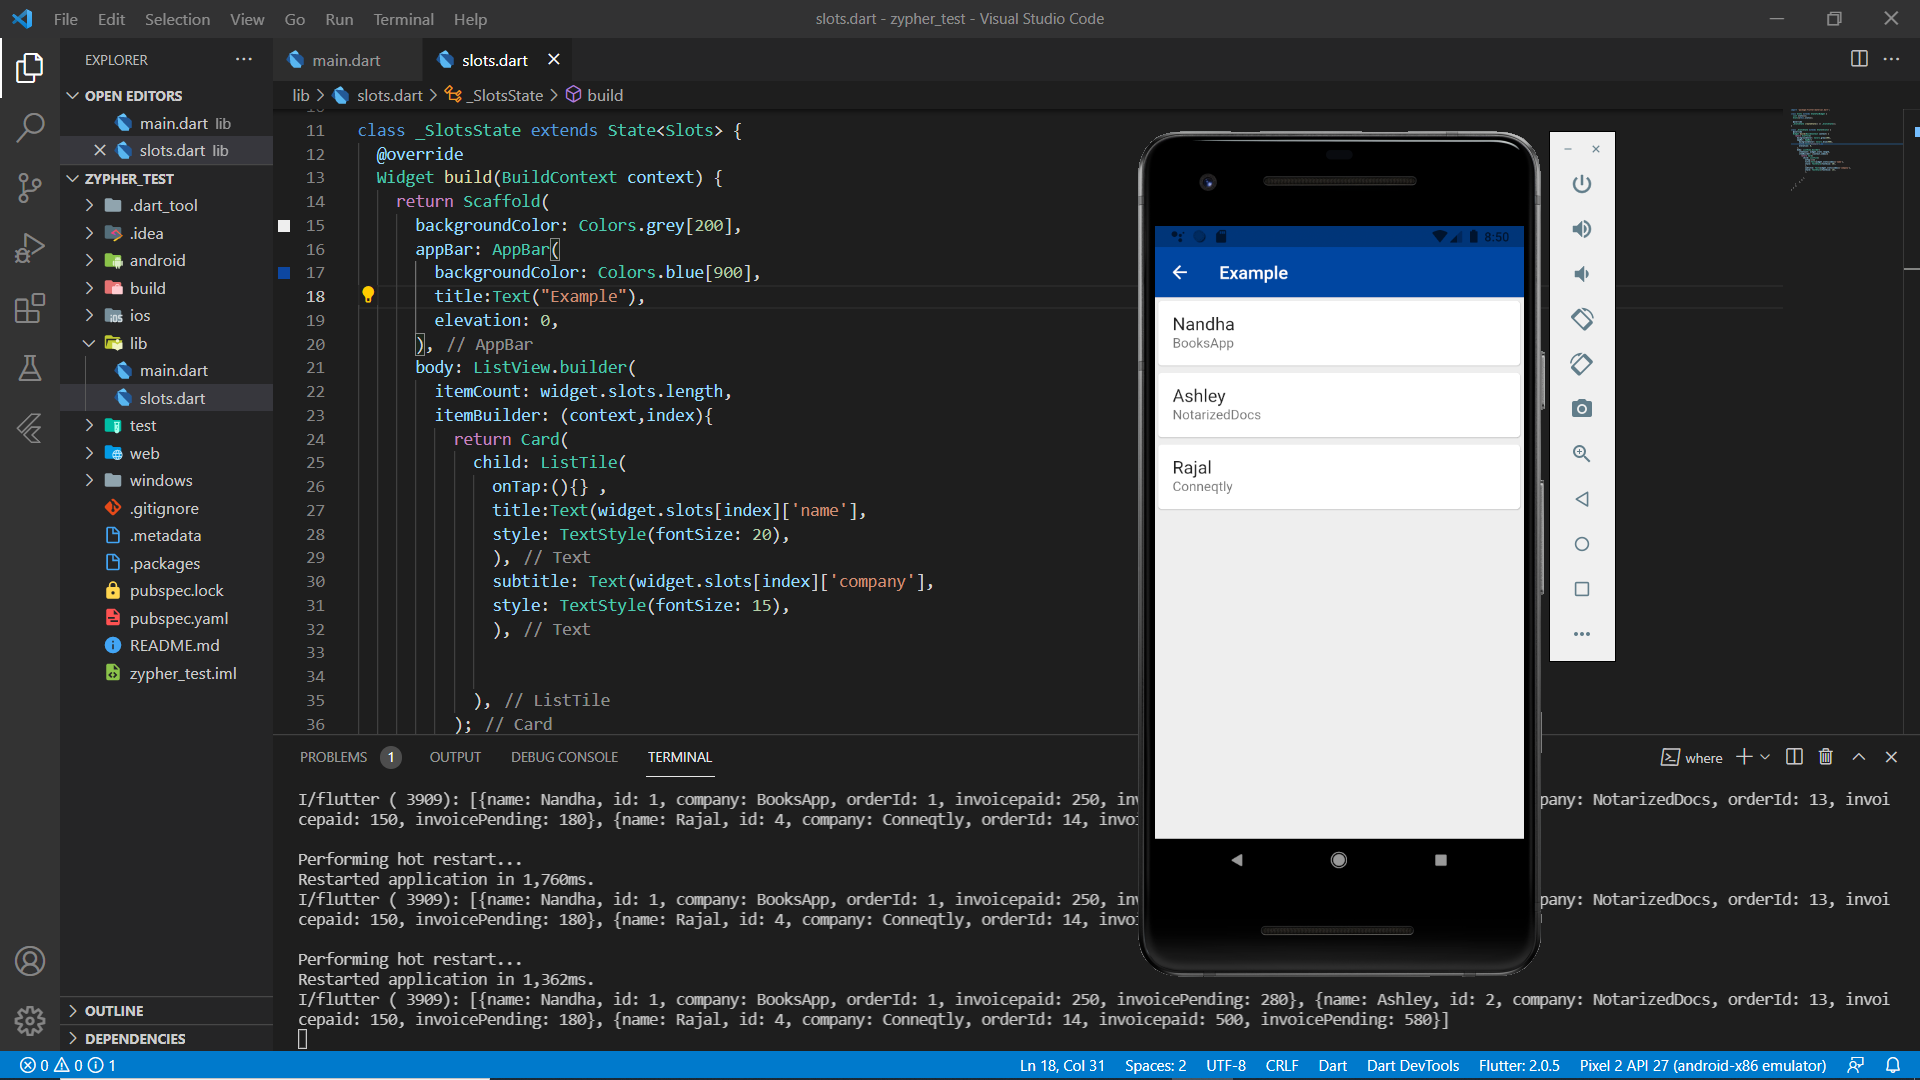 File Edit Selection View Go Run Terminal Help
slots.dart - zypher_test - Visual Studio Code
EXPLORER
OPEN EDITORS
main.dart lib
slots.dart lib
ZYPHER_TEST
.dart_tool
.idea
android
build
ios
lib
main.dart
slots.dart
test
web
windows
.gitignore
.metadata
.packages
pubspec.lock
pubspec.yaml
README.md
zypher_test.iml
OUTLINE
DEPENDENCIES
main.dart
slots.dart
lib > slots.dart > _SlotsState > build
11 class _SlotsState extends State<Slots> {
12 @override
13 Widget build(BuildContext context) {
14 return Scaffold(
15 backgroundColor: Colors.grey[200],
16 appBar: AppBar(
17 backgroundColor: Colors.blue[900],
18 title:Text("Example"),
19 elevation: 0,
20 ), // AppBar
21 body: ListView.builder(
22 itemCount: widget.slots.length,
23 itemBuilder: (context,index){
24 return Card(
25 child: ListTile(
26 onTap:(){} ,
27 title:Text(widget.slots[index]['name'],
28 style: TextStyle(fontSize: 20),
29 ), // Text
30 subtitle: Text(widget.slots[index]['company'],
31 style: TextStyle(fontSize: 15),
32 ), // Text
33
34
35 ), // ListTile
36 ); // Card
8:50
Example
Nandha
BooksApp
Ashley
NotarizedDocs
Rajal
Conneqtly
PROBLEMS 1 OUTPUT DEBUG CONSOLE TERMINAL
where
I/flutter ( 3909): [{name: Nandha, id: 1, company: BooksApp, orderId: 1, invoicepaid: 250, inv pany: NotarizedDocs, orderId: 13, invoi
cepaid: 150, invoicePending: 180}, {name: Rajal, id: 4, company: Conneqtly, orderId: 14, invoi
Performing hot restart...
Restarted application in 1,760ms.
I/flutter ( 3909): [{name: Nandha, id: 1, company: BooksApp, orderId: 1, invoicepaid: 250, inv pany: NotarizedDocs, orderId: 13, invoi
cepaid: 150, invoicePending: 180}, {name: Rajal, id: 4, company: Conneqtly, orderId: 14, invoi
Performing hot restart...
Restarted application in 1,362ms.
I/flutter ( 3909): [{name: Nandha, id: 1, company: BooksApp, orderId: 1, invoicepaid: 250, invoicePending: 280}, {name: Ashley, id: 2, company: NotarizedDocs, orderId: 13, invoi
cepaid: 150, invoicePending: 180}, {name: Rajal, id: 4, company: Conneqtly, orderId: 14, invoicepaid: 500, invoicePending: 580}]
0 0 1
Ln 18, Col 31 Spaces: 2 UTF-8 CRLF Dart Dart DevTools Flutter: 2.0.5 Pixel 2 API 27 (android-x86 emulator)